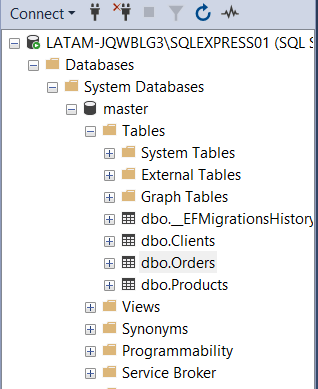 Connect
LATAM-JQWBLG3\SQLEXPRESS01 (SQL S
Databases
System Databases
master
Tables
System Tables
External Tables
Graph Tables
dbo.__EFMigrationsHistory
dbo.Clients
dbo.Orders
dbo.Products
Views
Synonyms
Programmability
Service Broker